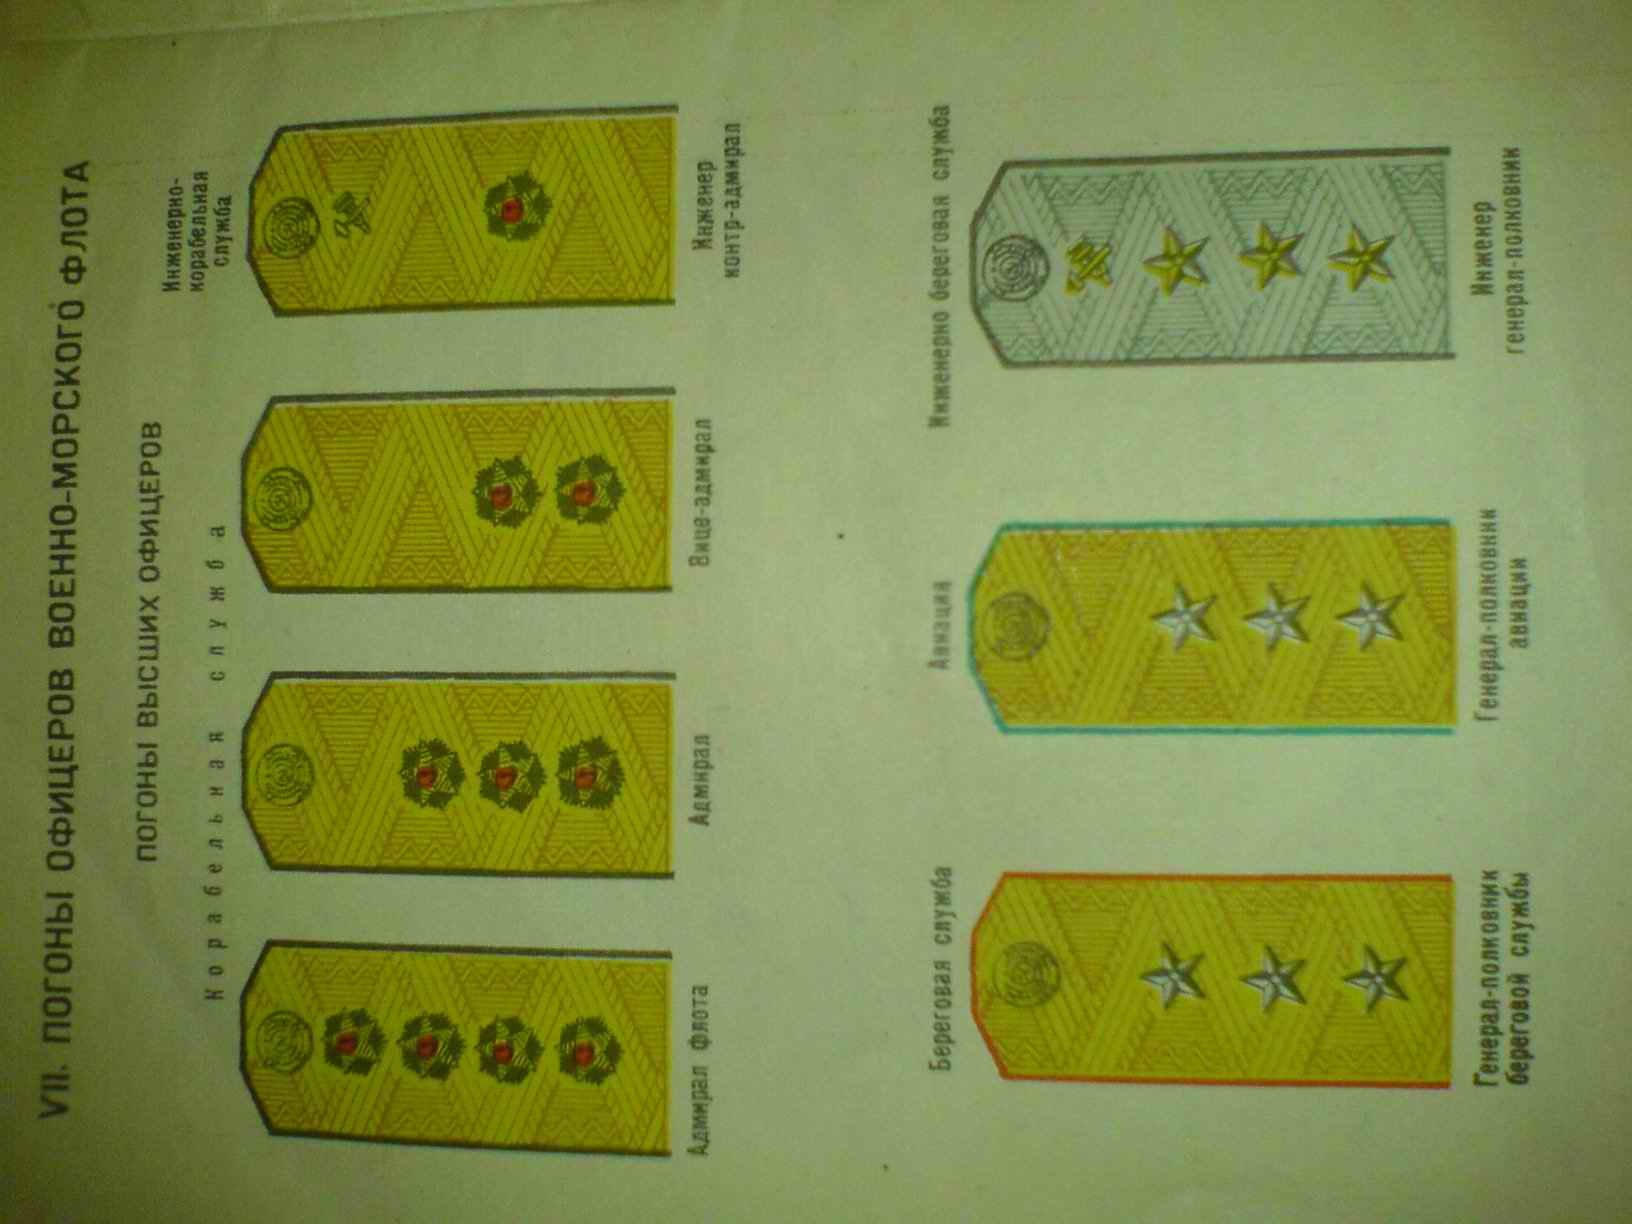 VII. ПОГОНЫ ОФИЦЕРОВ ВОЕННО-МОРСКОГО ФЛОТА
ПОГОНЫ ВЫСШИХ ОФИЦЕРОВ
Корабельная служба
Инженерно-
корабельная
служба
Адмирал флота
Адмирал
Вице-адмирал
Инженер
контр-адмирал
Береговая служба
Авиация
Инженерно береговая служба
Генерал-полковник
береговой службы
Генерал-полковник
авиации
Инженер
генерал-полковник